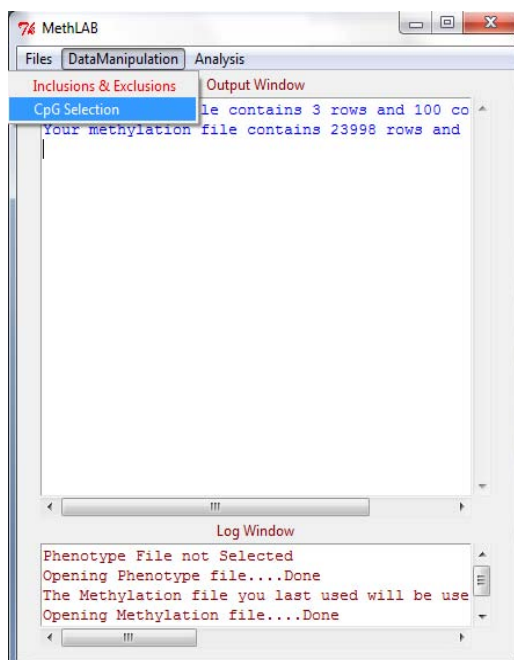 MethLAB
Files DataManipulation Analysis
Inclusions & Exclusions
CpG Selection
Output Window
le contains 3 rows and 100 co
Your methylation file contains 23998 rows and
Log Window
Phenotype File not Selected
Opening Phenotype file....Done
The Methylation file you last used will be use
Opening Methylation file....Done